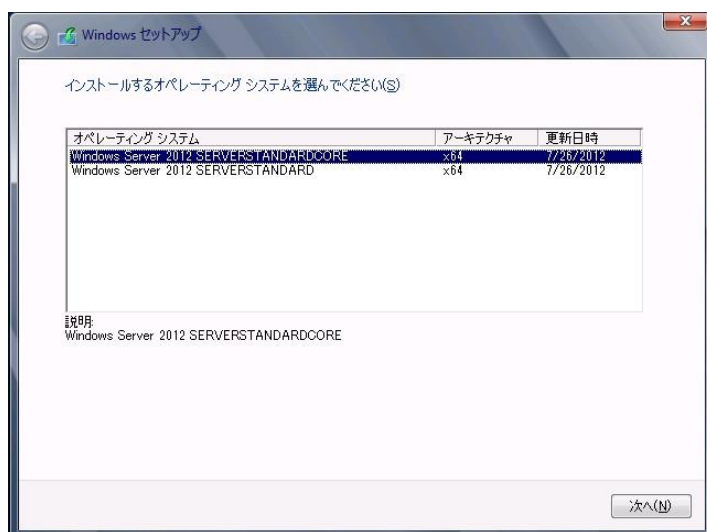 Windows セットアップ
インストールするオペレーティング システムを選んでください(S)
オペレーティング システム アーキテクチャ 更新日時
Windows Server 2012 SERVERSTANDARDCORE x64 7/26/2012
Windows Server 2012 SERVERSTANDARD x64 7/26/2012
説明:
Windows Server 2012 SERVERSTANDARDCORE
次へ(N)